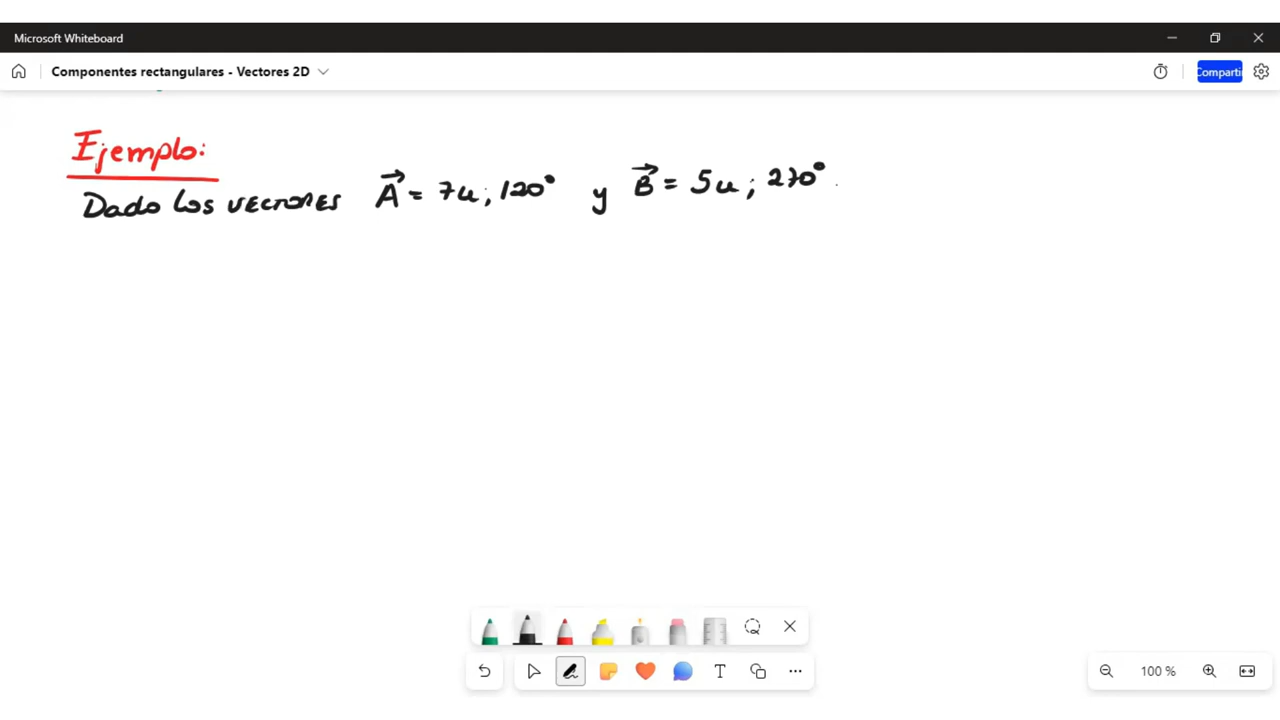 Microsoft Whiteboard
Componentes rectangulares - Vectores 2D
Comparti
Ejemplo:
Dado los vectores A⃗ = 7u; 120° y B⃗ = 5u; 270°
T
100 %